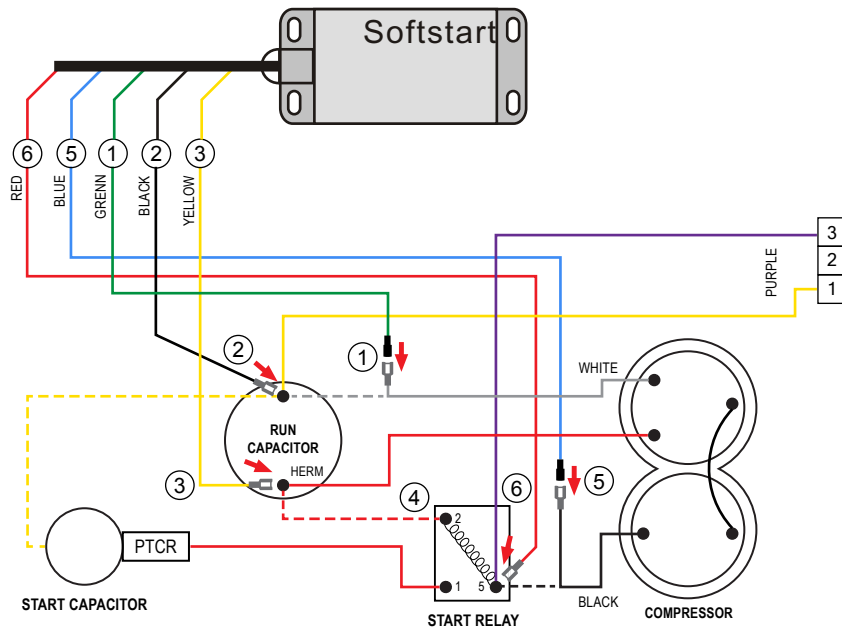 Softstart
6
5
1
2
3
RED
BLUE
GRENN
BLACK
YELLOW
3
2
1
PURPLE
2
1
WHITE
RUN
CAPACITOR
HERM
3
4
6
5
2
1
5
PTCR
START CAPACITOR
START RELAY
BLACK
COMPRESSOR